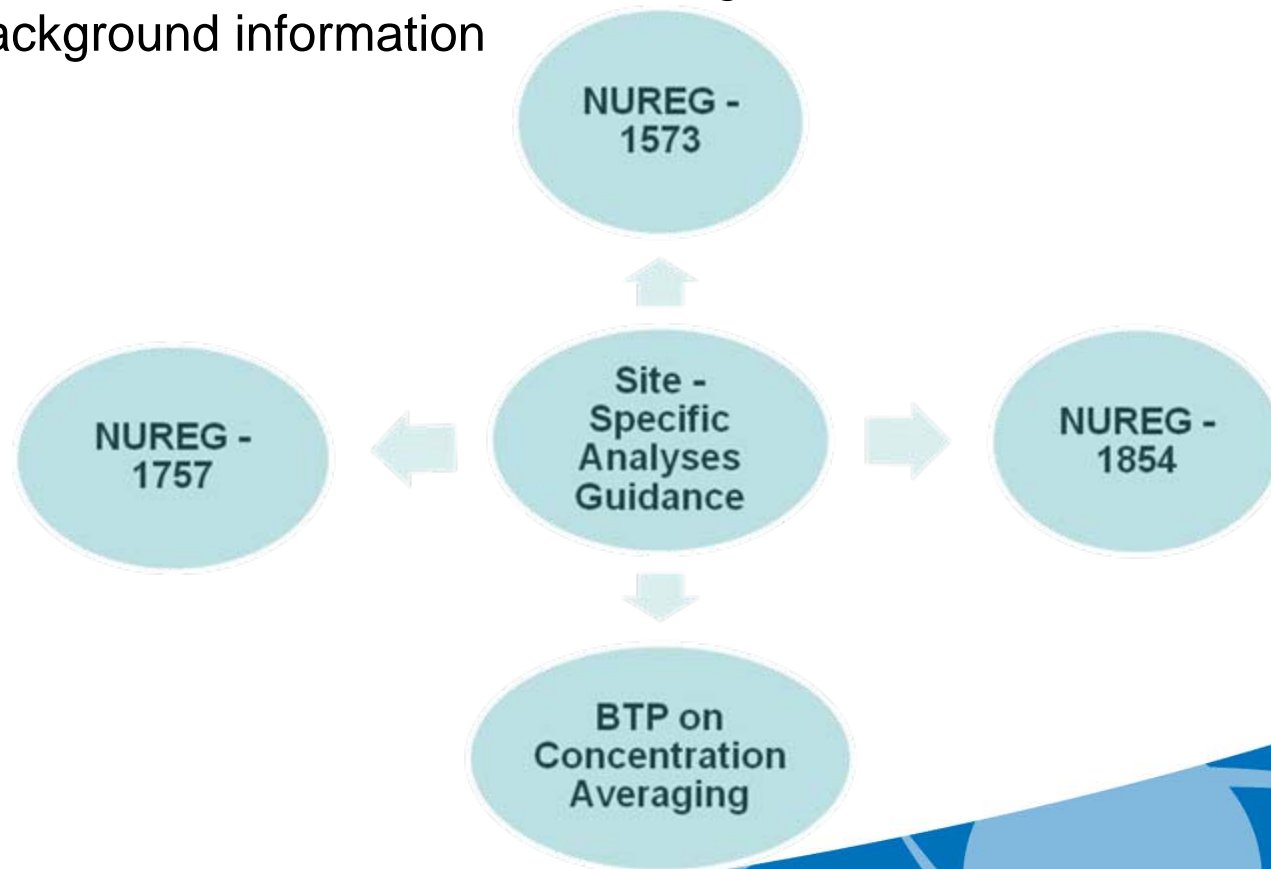 ackground information
NUREG -
1573
Site -
Specific
Analyses
Guidance
NUREG -
1757
NUREG -
1854
BTP on
Concentration
Averaging